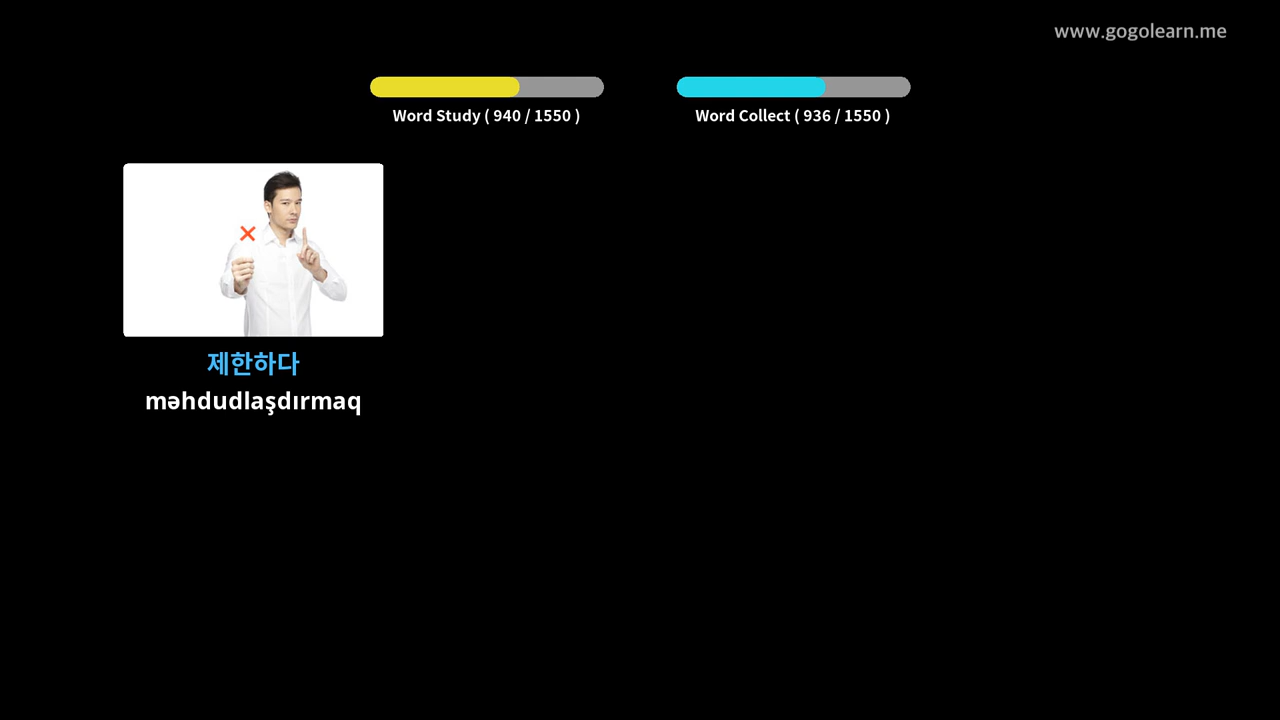 www.gogolearn.me
Word Study ( 940 / 1550 )
Word Collect ( 936 / 1550 )
제한하다
məhdudlaşdırmaq